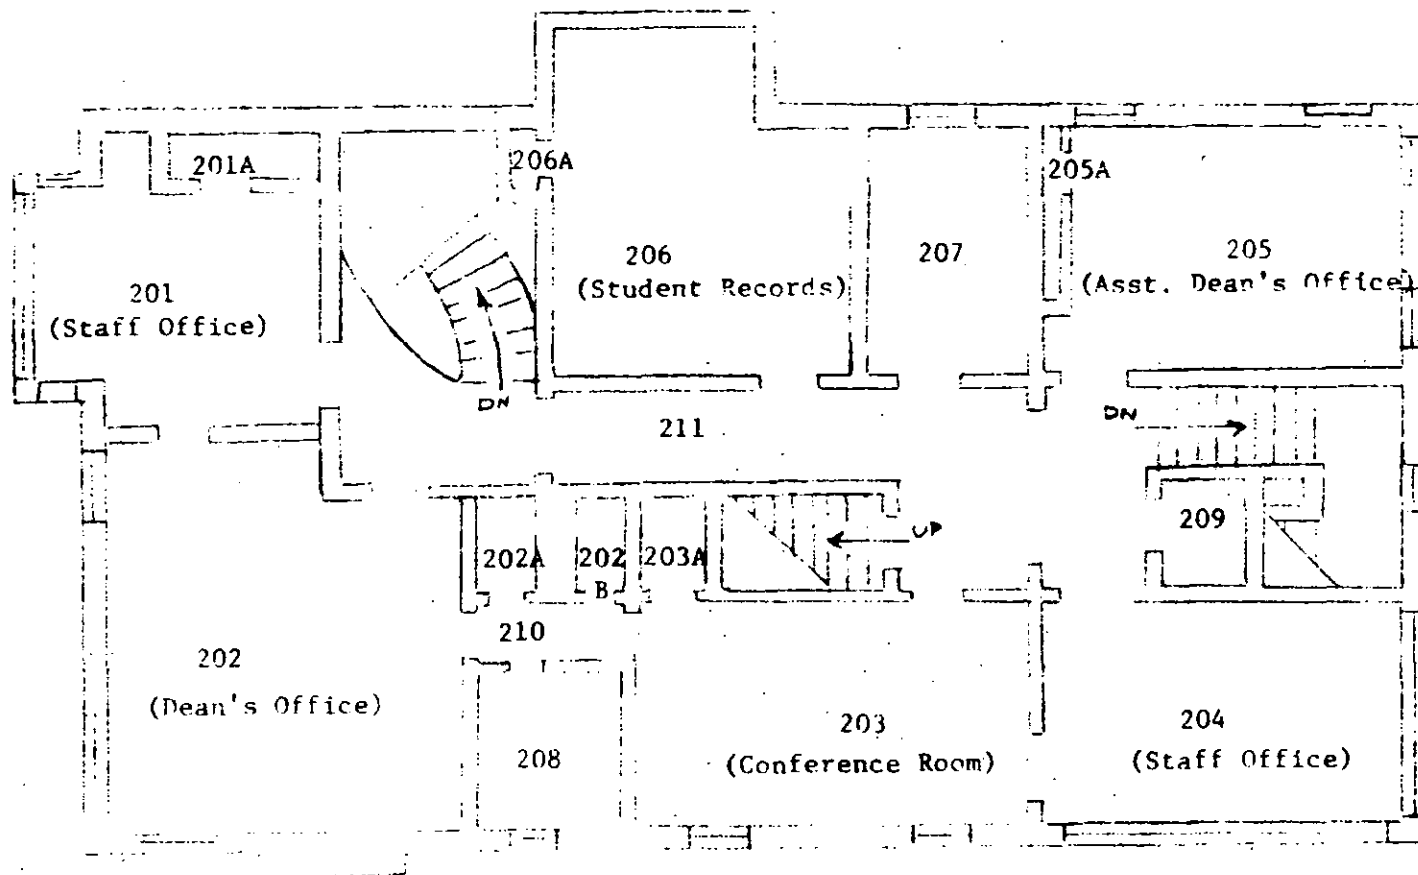 201A
206A
205A
206
(Student Records)
207
205
(Asst. Dean's Office)
201
(Staff Office)
DN
211
DN
202A
202
B
203A
UP
209
210
202
(Dean's Office)
208
203
(Conference Room)
204
(Staff Office)